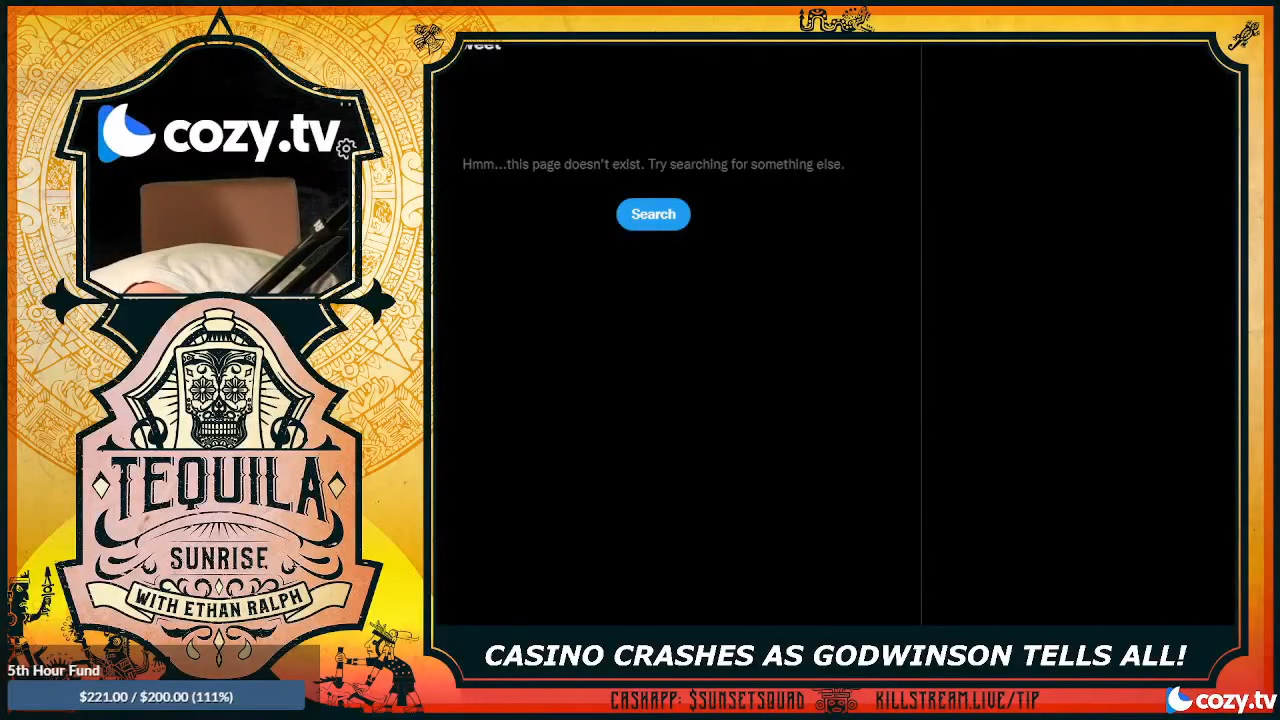 cozy.tv
TEQUILA
SUNRISE
WITH ETHAN RALPH
5th Hour Fund
$221.00 / $200.00 (111%)
weet
Hmm...this page doesn't exist. Try searching for something else.
Search
CASINO CRASHES AS GODWINSON TELLS ALL!
CASHAPP: $SUNSETSQUAD
KILLSTREAM.LIVE/TIP
cozy.tv